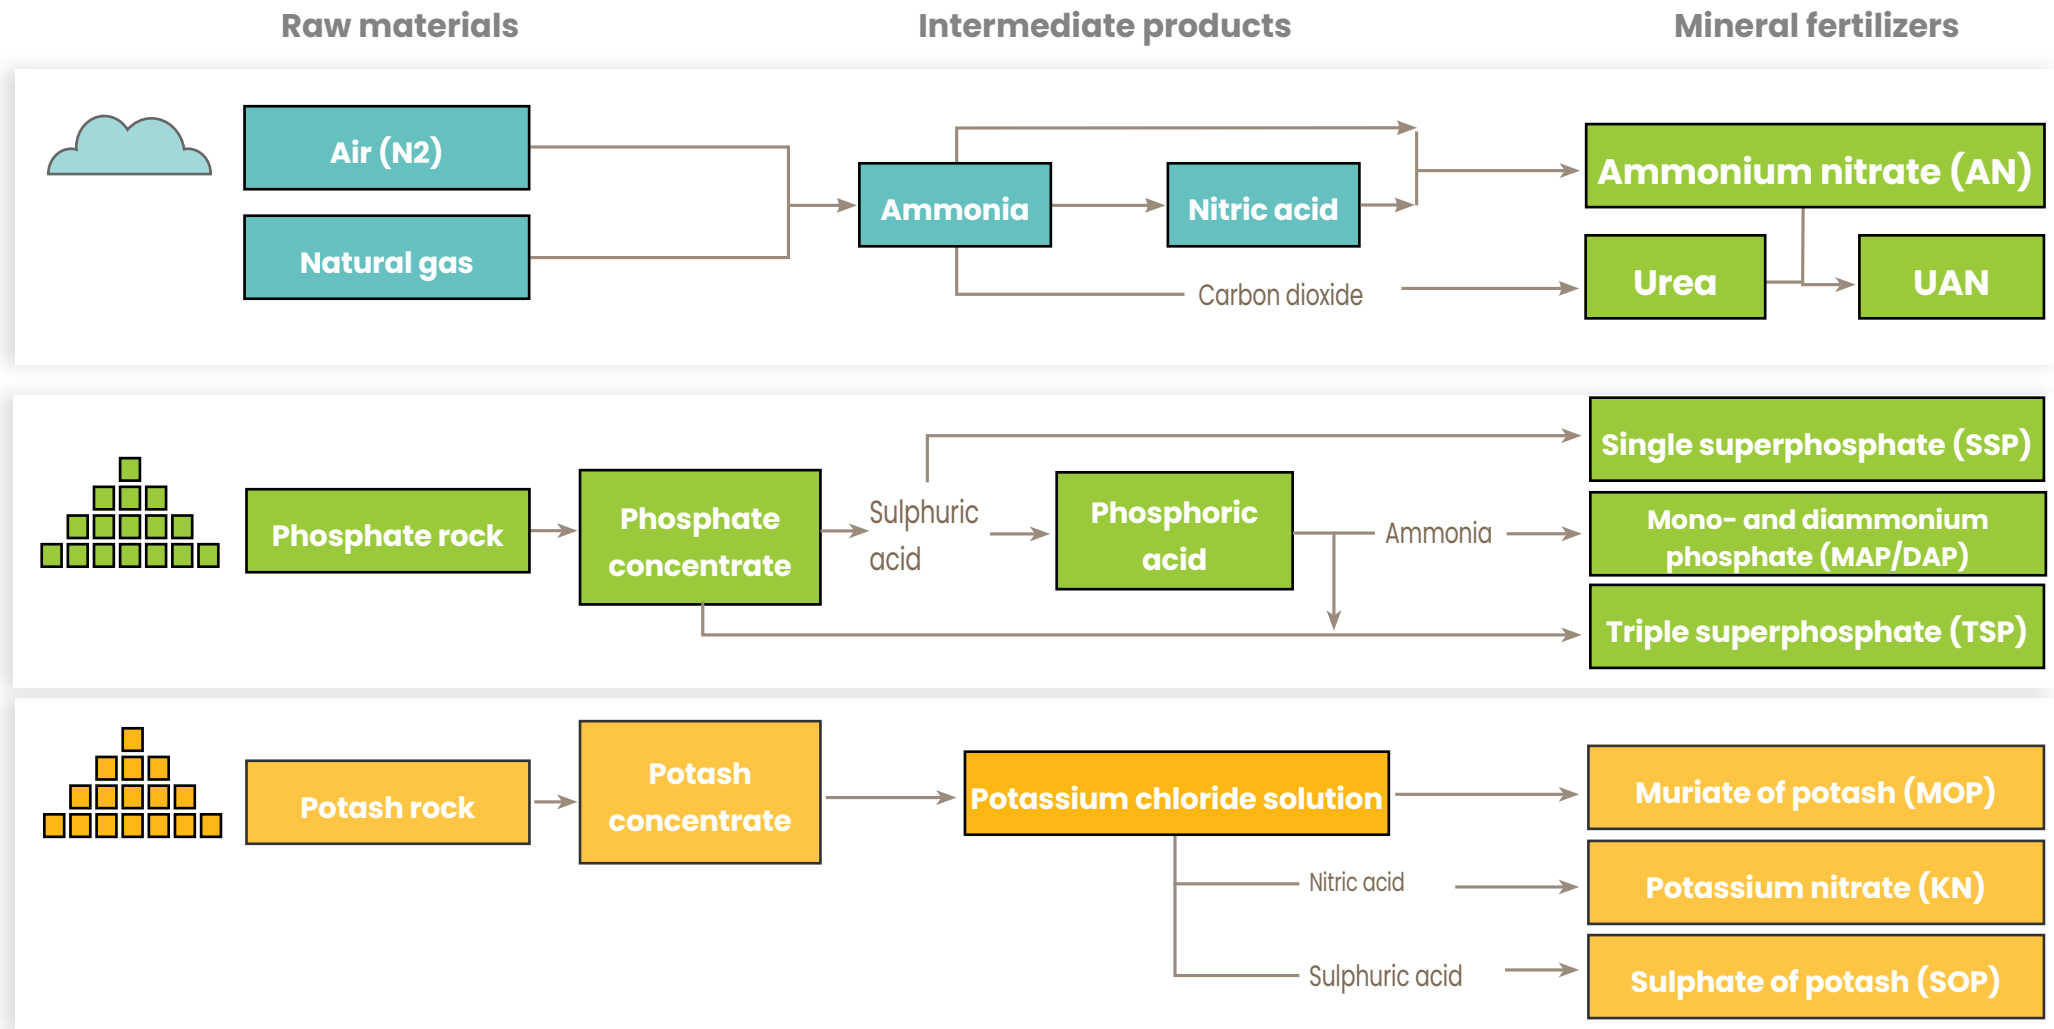 Raw materials
Intermediate products
Mineral fertilizers
Air (N2)
Natural gas
Ammonia
Nitric acid
Carbon dioxide
Ammonium nitrate (AN)
Urea
UAN
Phosphate rock
Phosphate
concentrate
Sulphuric
acid
Phosphoric
acid
Ammonia
Single superphosphate (SSP)
Mono- and diammonium
phosphate (MAP/DAP)
Triple superphosphate (TSP)
Potash rock
Potash
concentrate
Potassium chloride solution
Nitric acid
Sulphuric acid
Muriate of potash (MOP)
Potassium nitrate (KN)
Sulphate of potash (SOP)